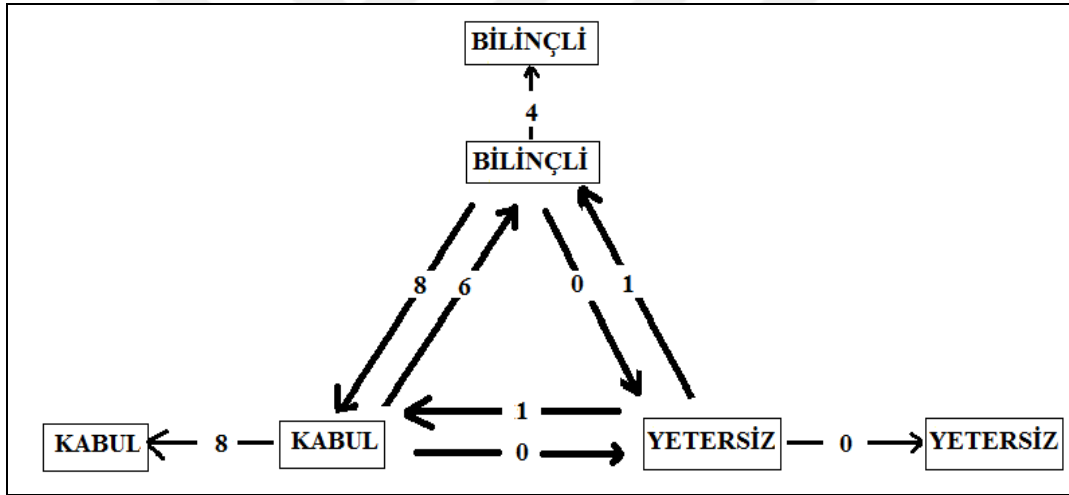 BİLİNÇLİ
4
BİLİNÇLİ
8 6 0 1
1
KABUL 8 KABUL YETERSİZ 0 YETERSİZ
0